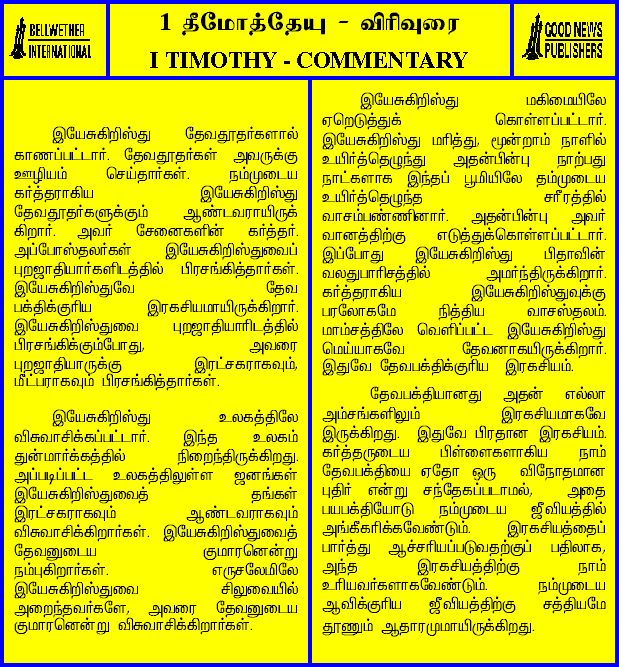 BELLWETHER
INTERNATIONAL
1 தீமோத்தேயு - விரிவுரை
I TIMOTHY - COMMENTARY
GOOD NEWS
PUBLISHERS
இயேசுகிறிஸ்து தேவதூதர்களால்
காணப்பட்டார். தேவதூதர்கள் அவருக்கு
ஊழியம் செய்தார்கள். நம்முடைய
கர்த்தராகிய இயேசுகிறிஸ்து
தேவதூதர்களுக்கும் ஆண்டவராயிருக்
கிறார். அவர் சேனைகளின் கர்த்தர்.
அப்போஸ்தலர்கள் இயேசுகிறிஸ்துவைப்
புறஜாதியார்களிடத்தில் பிரசங்கித்தார்கள்.
இயேசுகிறிஸ்துவே தேவ
பக்திக்குரிய இரகசியமாயிருக்கிறார்.
இயேசுகிறிஸ்துவை புறஜாதியாரிடத்தில்
பிரசங்கிக்கும்போது, அவரை
புறஜாதியாருக்கு இரட்சகராகவும்,
மீட்பராகவும் பிரசங்கித்தார்கள்.
இயேசுகிறிஸ்து உலகத்திலே
விசுவாசிக்கப்பட்டார். இந்த உலகம்
துன்மார்க்கத்தில் நிறைந்திருக்கிறது.
அப்படிப்பட்ட உலகத்திலுள்ள ஜனங்கள்
இயேசுகிறிஸ்துவைத் தங்கள்
இரட்சகராகவும் ஆண்டவராகவும்
விசுவாசிக்கிறார்கள். இயேசுகிறிஸ்துவைத்
தேவனுடைய குமாரனென்று
நம்புகிறார்கள். எருசலேமிலே
இயேசுகிறிஸ்துவை சிலுவையில்
அறைந்தவர்களே, அவரை தேவனுடைய
குமாரனென்று விசுவாசிக்கிறார்கள்.
இயேசுகிறிஸ்து மகிமையிலே
ஏறெடுத்துக் கொள்ளப்பட்டார்.
இயேசுகிறிஸ்து மரித்து, மூன்றாம் நாளில்
உயிர்த்தெழுந்து அதன்பின்பு நாற்பது
நாட்களாக இந்தப் பூமியிலே தம்முடைய
உயிர்த்தெழுந்த சரீரத்தில்
வாசம்பண்ணினார். அதன்பின்பு அவர்
வானத்திற்கு எடுத்துக்கொள்ளப்பட்டார்.
இப்போது இயேசுகிறிஸ்து பிதாவின்
வலதுபாரிசத்தில் அமர்ந்திருக்கிறார்.
கர்த்தராகிய இயேசுகிறிஸ்துவுக்கு
பரலோகமே நித்திய வாசஸ்தலம்.
மாம்சத்திலே வெளிப்பட்ட இயேசுகிறிஸ்து
மெய்யாகவே தேவனாகயிருக்கிறார்.
இதுவே தேவபக்திக்குரிய இரகசியம்.
தேவபக்தியானது அதன் எல்லா
அம்சங்களிலும் இரகசியமாகவே
இருக்கிறது. இதுவே பிரதான இரகசியம்.
கர்த்தருடைய பிள்ளைகளாகிய நாம்
தேவபக்தியை ஏதோ ஒரு விநோதமான
புதிர் என்று சந்தேகப்படாமல், அதை
பயபக்தியோடு நம்முடைய ஜீவியத்தில்
அங்கீகரிக்கவேண்டும். இரகசியத்தைப்
பார்த்து ஆச்சரியப்படுவதற்குப் பதிலாக,
அந்த இரகசியத்திற்கு நாம்
உரியவர்களாகவேண்டும். நம்முடைய
ஆவிக்குரிய ஜீவியத்திற்கு சத்தியமே
தூணும் ஆதாரமுமாயிருக்கிறது.